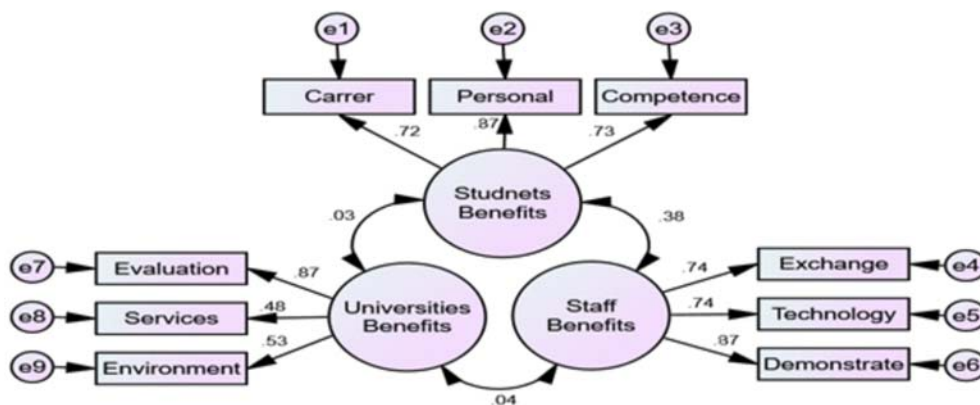 e1
e2
e3
Carrer
Personal
Competence
.72
.87
.73
Studnets
Benefits
.03
.38
e7
Evaluation
.87
e8
Services
.48
e9
Environment
.53
Universities
Benefits
Staff
Benefits
.74
Exchange
e4
.74
Technology
e5
.87
Demonstrate
e6
.04